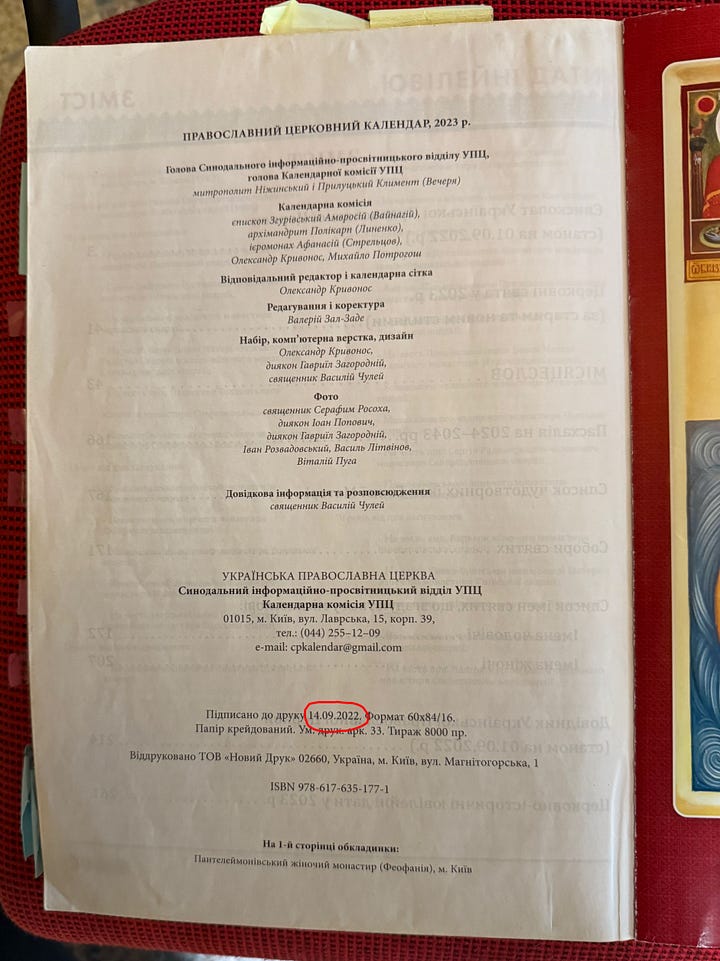 ПРАВОСЛАВНИЙ ЦЕРКОВНИЙ КАЛЕНДАР, 2023 р.
Голова Синодального інформаційно-просвітницького відділу УПЦ,
голова Календарної комісії УПЦ
митрополит Ніжинський і Прилуцький Климент (Вечеря)
Календарна комісія
єпископ Згурівський Амвросій (Вайнагій),
архімандрит Полікарп (Линенко),
ієромонах Афанасій (Стрельцов),
Олександр Кривонос, Михайло Потрогош
Відповідальний редактор і календарна сітка
Олександр Кривонос
Редагування і коректура
Валерій Зал-Заде
Набір, комп’ютерна верстка, дизайн
Олександр Кривонос,
диякон Гавриїл Загородній,
священник Василій Чулей
Фото
священник Серафим Росоха,
диякон Іоан Попович,
диякон Гавриїл Загородній,
Іван Розвадовський, Василь Літвінов,
Віталій Пуга
Довідкова інформація та розповсюдження
священник Василій Чулей
УКРАЇНСЬКА ПРАВОСЛАВНА ЦЕРКВА
Синодальний інформаційно-просвітницький відділ УПЦ
Календарна комісія УПЦ
01015, м. Київ, вул. Лаврська, 15, корп. 39,
тел.: (044) 255–12–09
e-mail: cpkalendar@gmail.com
Підписано до друку 14.09.2022. Формат 60х84/16.
Папір крейдований. Ум. друк. арк. 33. Тираж 8000 пр.
Віддруковано ТОВ «Новий Друк» 02660, Україна, м. Київ, вул. Магнітогорська, 1
ISBN 978-617-635-177-1
На 1-й сторінці обкладинки:
Пантелеймонівський жіночий монастир (Феофанія), м. Київ